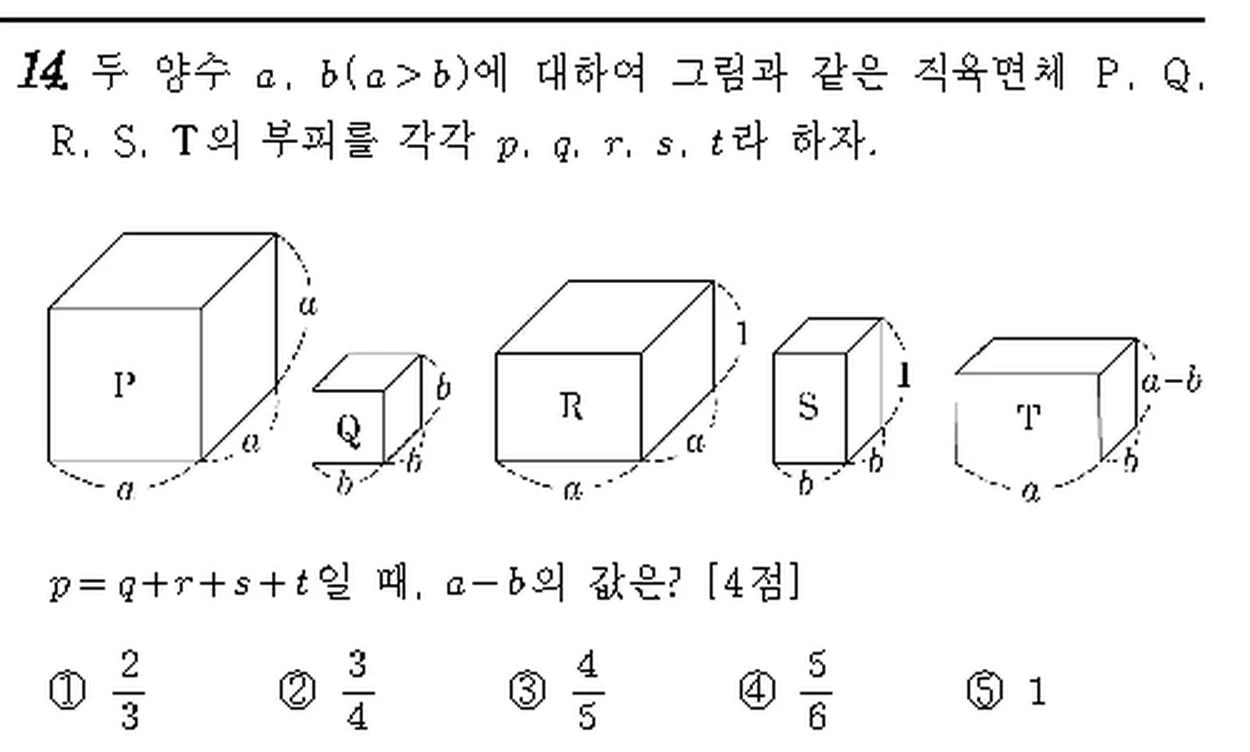 14. 두 양수 a, b(a>b)에 대하여 그림과 같은 직육면체 P, Q,
R, S, T의 부피를 각각 p, q, r, s, t라 하자.
P a a a
Q b b b
R 1 a a
S 1 b b
T a-b b a
p=q+r+s+t일 때, a-b의 값은? [4점]
① 2/3 ② 3/4 ③ 4/5 ④ 5/6 ⑤ 1